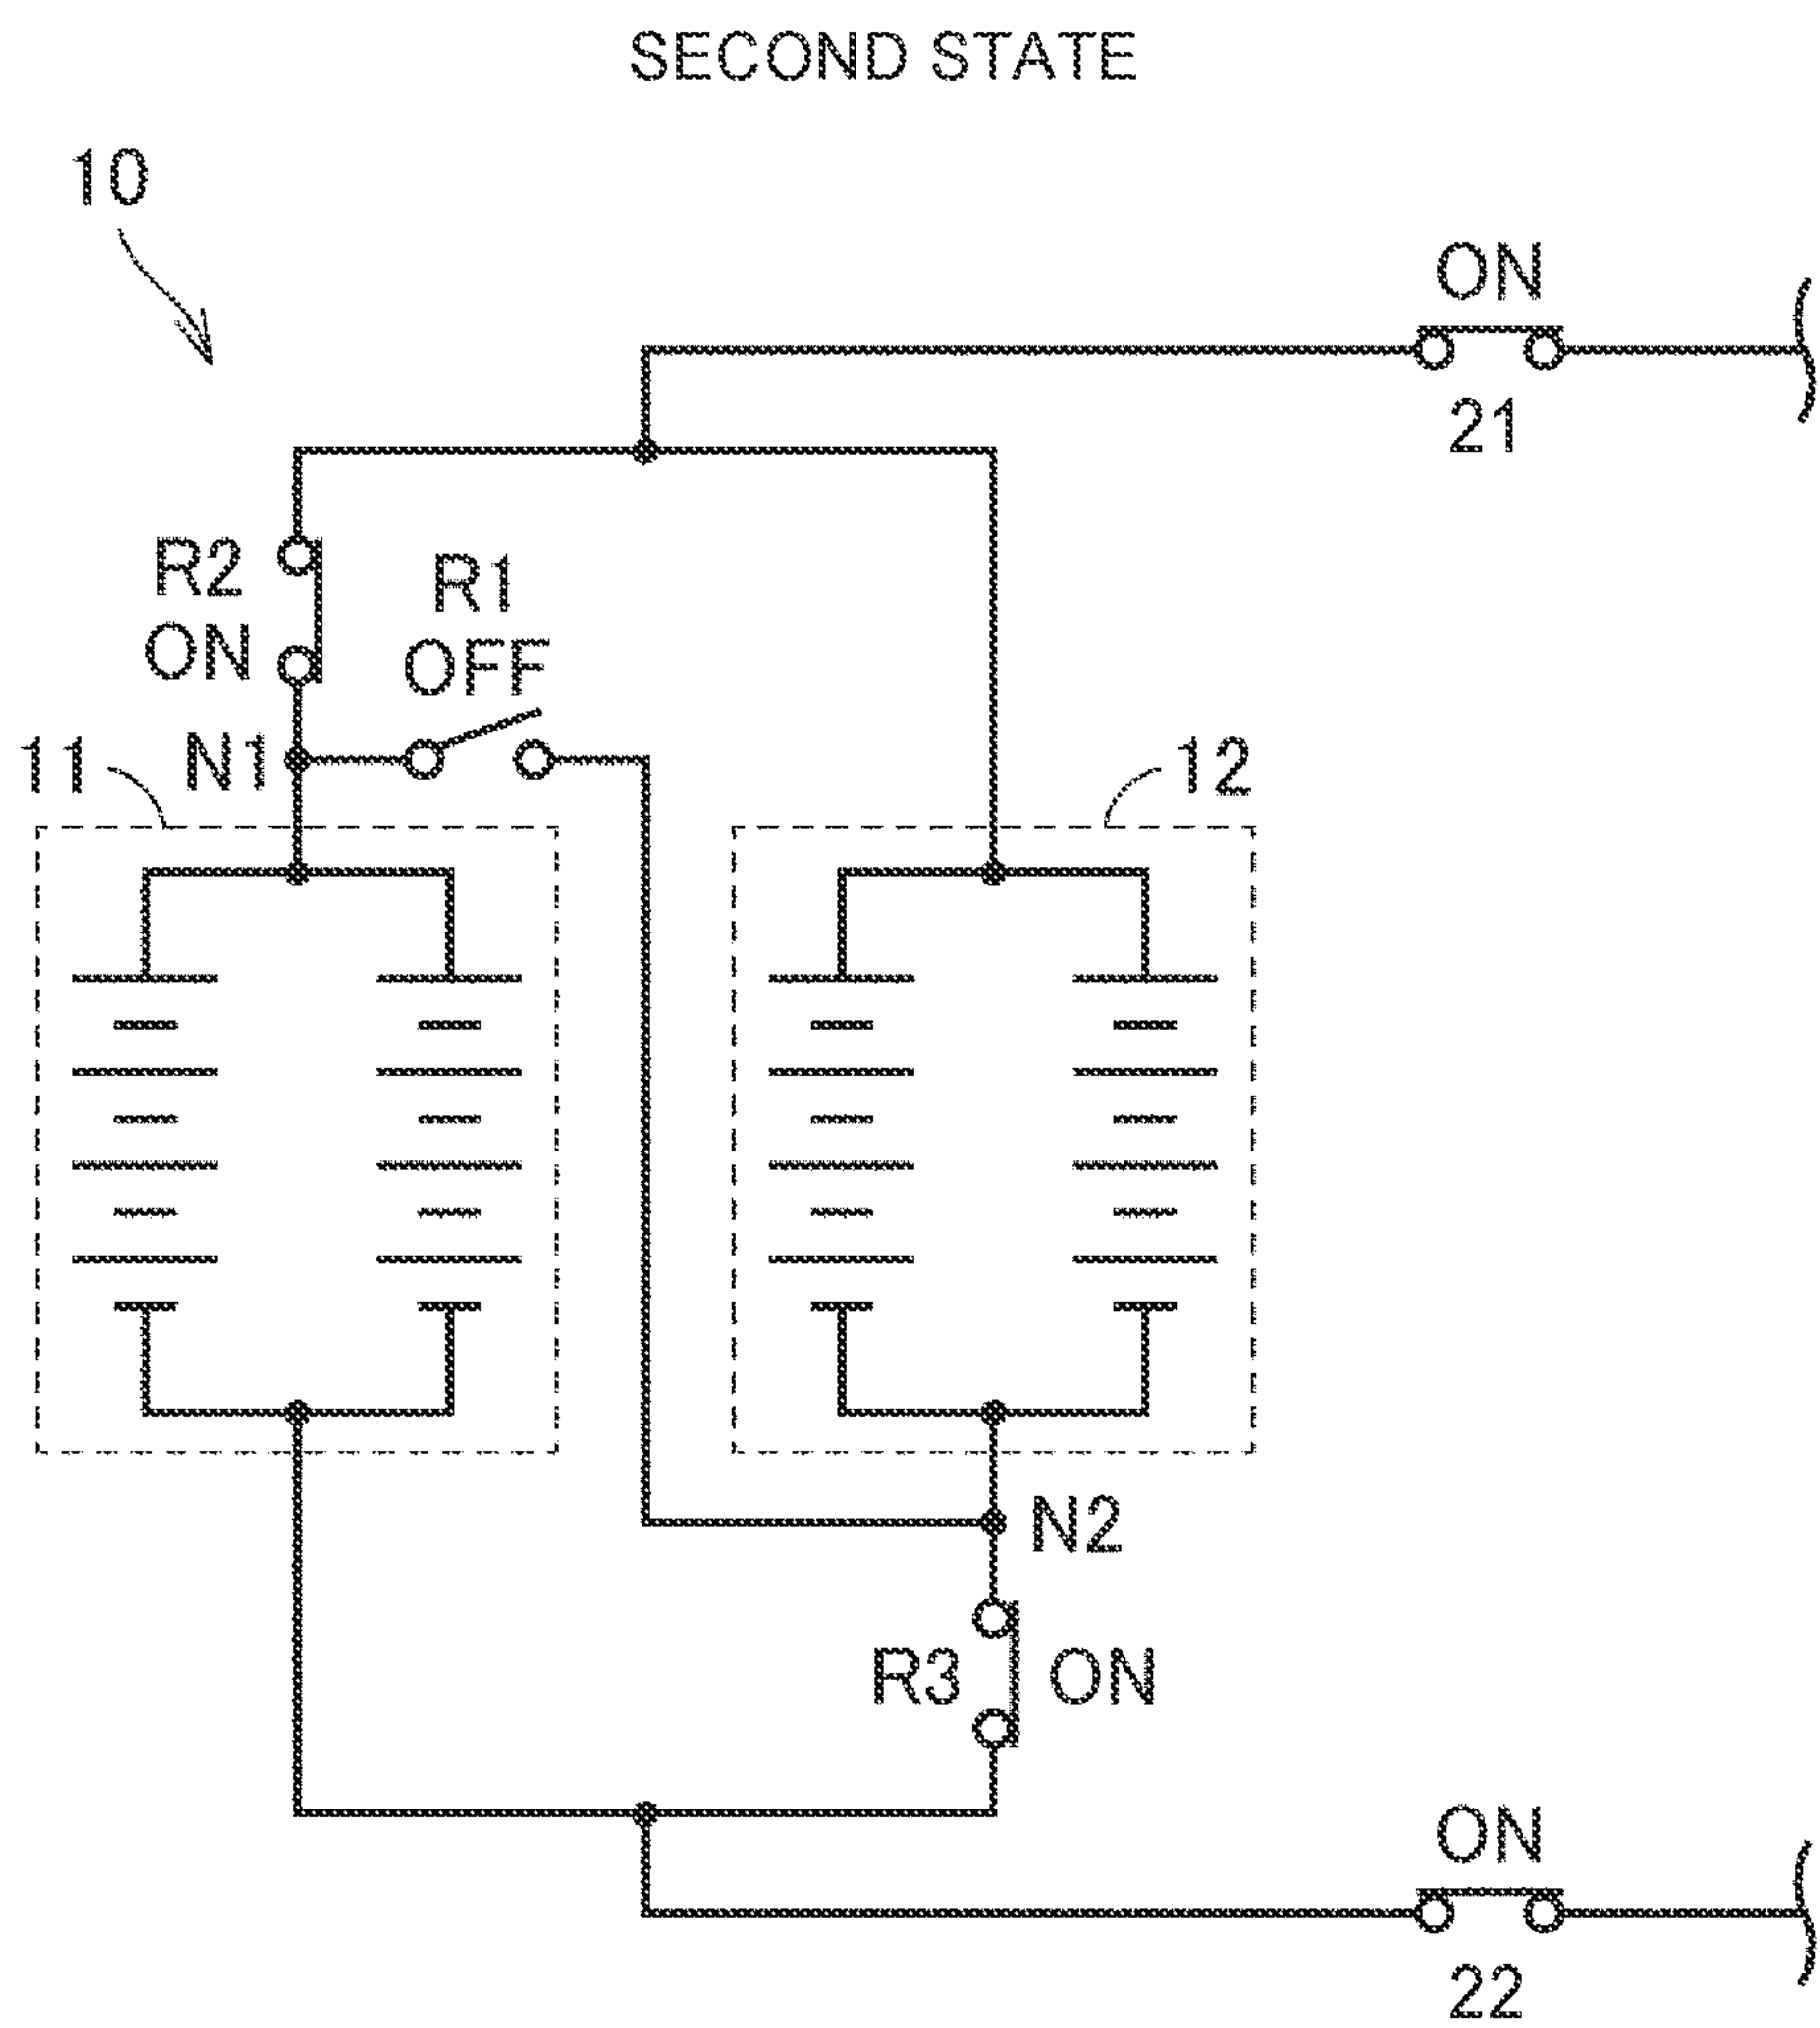 SECOND STATE
10
ON
21
R2
ON
R1
OFF
11
N1
12
N2
R3 ON
ON
22